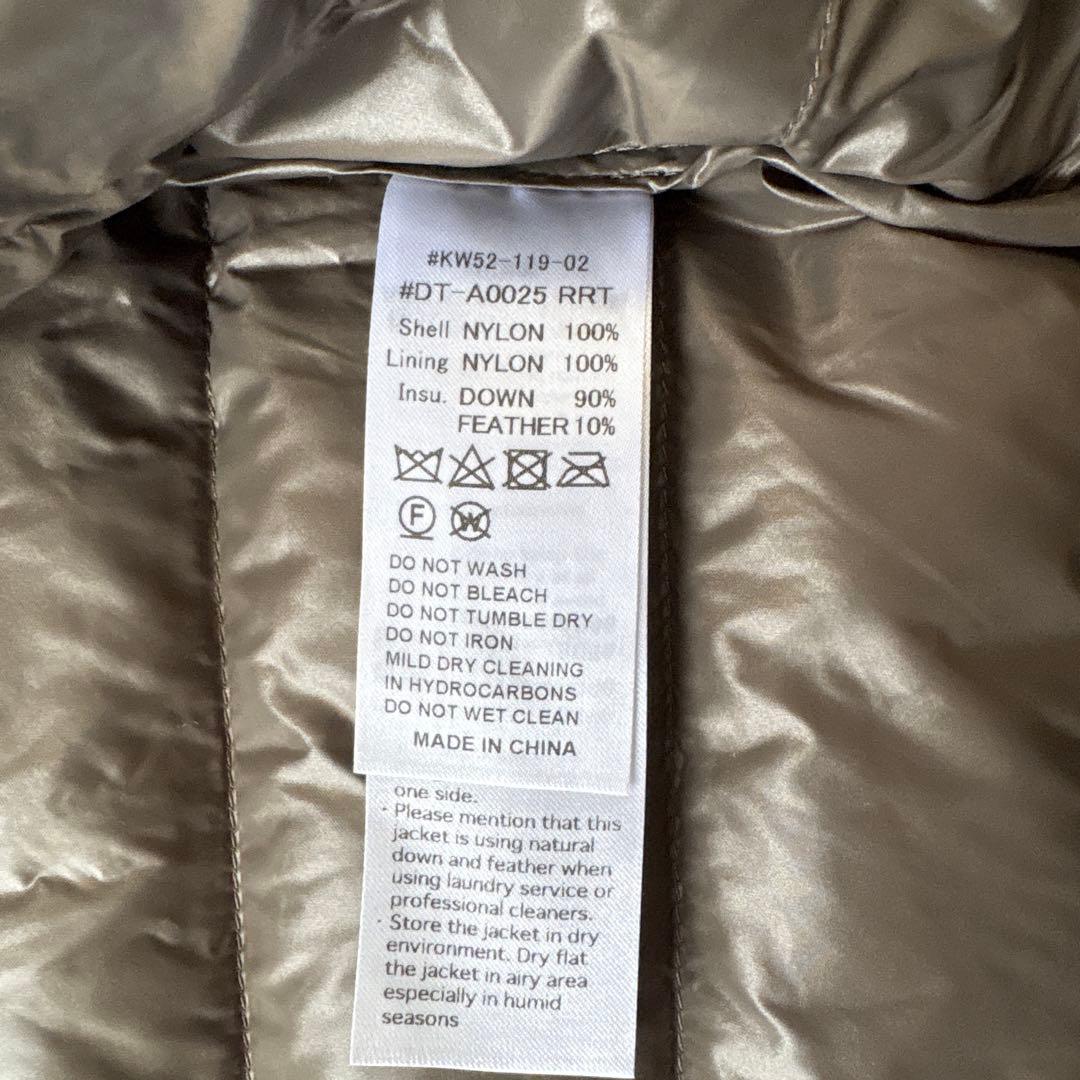 #KW52-119-02
#DT-A0025 RRT
Shell NYLON 100%
Lining NYLON 100%
Insu. DOWN 90%
FEATHER 10%
F W
DO NOT WASH
DO NOT BLEACH
DO NOT TUMBLE DRY
DO NOT IRON
MILD DRY CLEANING
IN HYDROCARBONS
DO NOT WET CLEAN
MADE IN CHINA
one side.
· Please mention that this
jacket is using natural
down and feather when
using laundry service or
professional cleaners.
· Store the jacket in dry
environment. Dry flat
the jacket in airy area
especially in humid
seasons